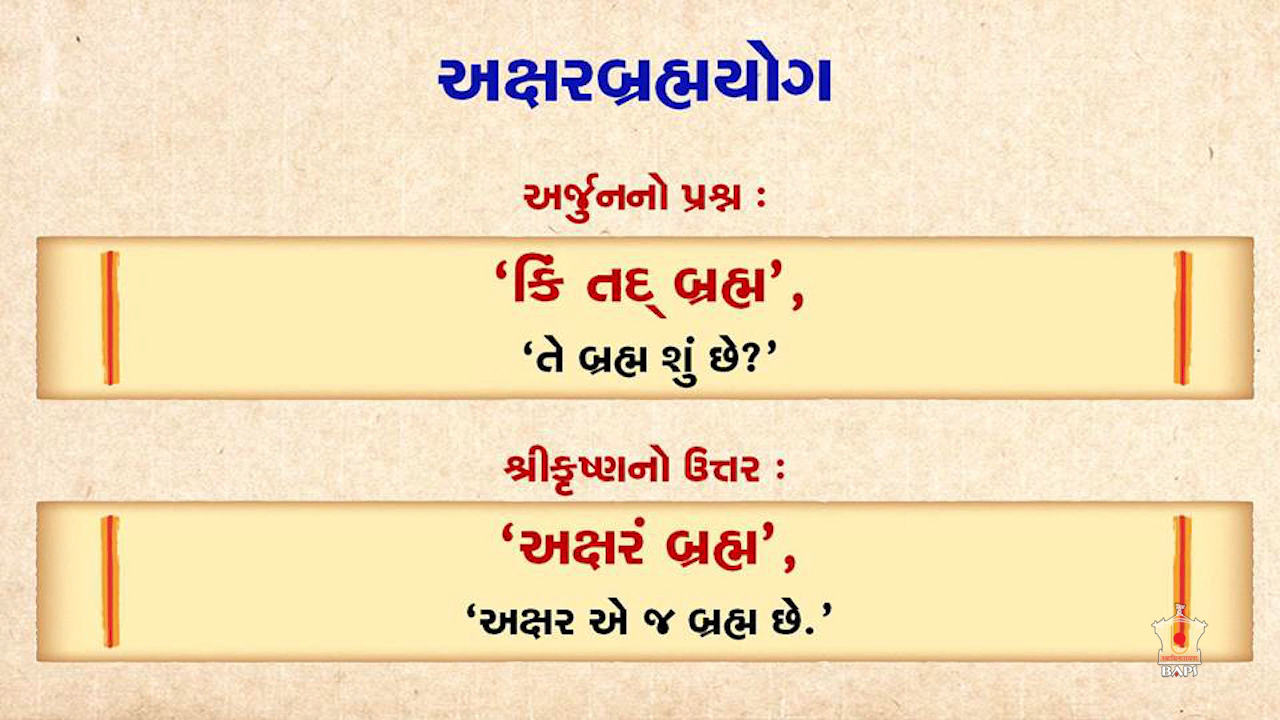 અક્ષરબ્રહ્મયોગ
અર્જુનનો પ્રશ્ન :
‘કિં તદ્ બ્રહ્મ’,
‘તે બ્રહ્મ શું છે?’
શ્રીકૃષ્ણનો ઉત્તર :
‘અક્ષરં બ્રહ્મ’,
‘અક્ષર એ જ બ્રહ્મ છે.’
BAPS